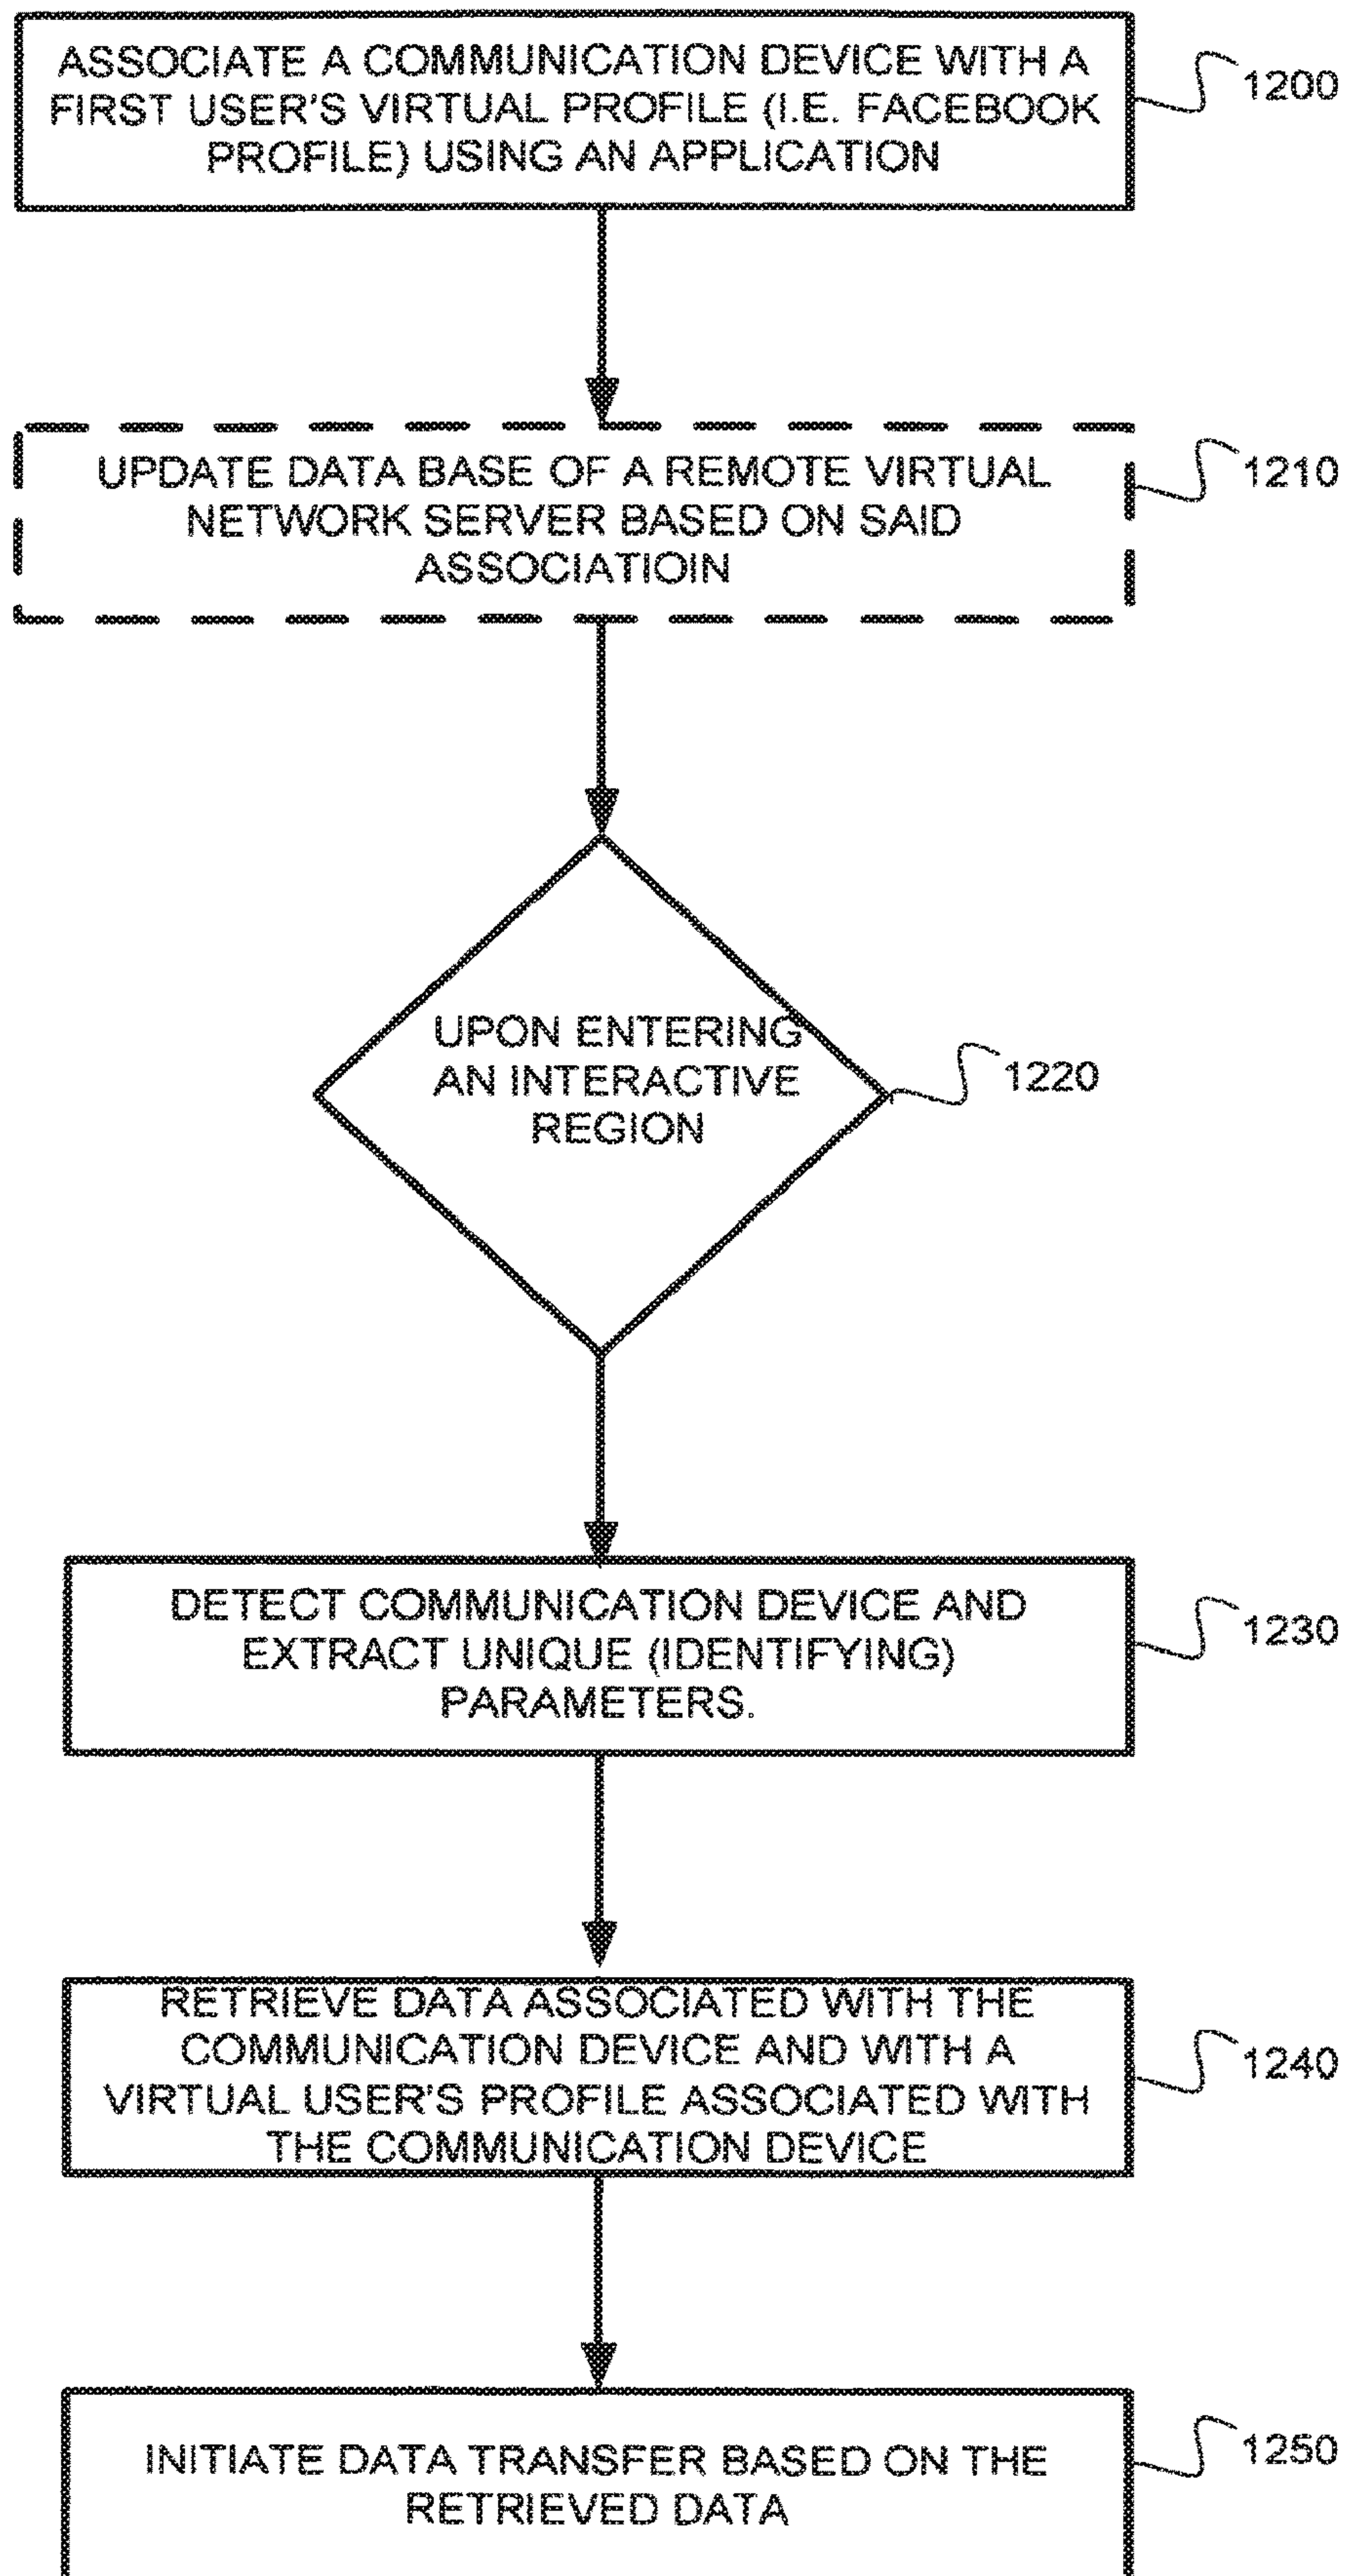 ASSOCIATE A COMMUNICATION DEVICE WITH A
FIRST USER'S VIRTUAL PROFILE (I.E. FACEBOOK
PROFILE) USING AN APPLICATION
1200
UPDATE DATA BASE OF A REMOTE VIRTUAL
NETWORK SERVER BASED ON SAID
ASSOCIATIOIN
1210
UPON ENTERING
AN INTERACTIVE
REGION
1220
DETECT COMMUNICATION DEVICE AND
EXTRACT UNIQUE (IDENTIFYING)
PARAMETERS.
1230
RETRIEVE DATA ASSOCIATED WITH THE
COMMUNICATION DEVICE AND WITH A
VIRTUAL USER'S PROFILE ASSOCIATED WITH
THE COMMUNICATION DEVICE
1240
INITIATE DATA TRANSFER BASED ON THE
RETRIEVED DATA
1250